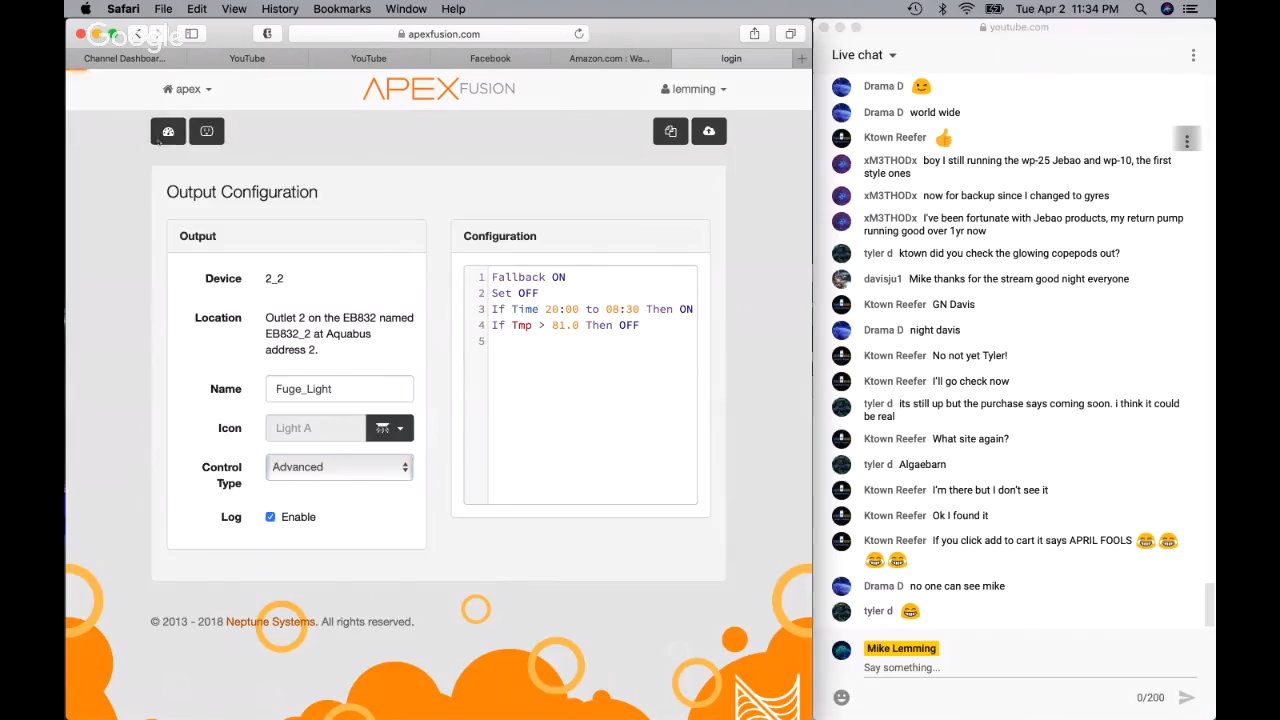 Safari File Edit View History Bookmarks Window Help
Tue Apr 2 11:34 PM
Google
apexfusion.com
Channel Dashboar... YouTube YouTube Facebook Amazon.com : Wa... login
apex
APEX FUSION
lemming
Output Configuration
Output
Device 2_2
Location Outlet 2 on the EB832 named
EB832_2 at Aquabus
address 2.
Name Fuge_Light
Icon Light A
Control Advanced
Type
Log Enable
Configuration
1 Fallback ON
2 Set OFF
3 If Time 20:00 to 08:30 Then ON
4 If Tmp > 81.0 Then OFF
5
© 2013 - 2018 Neptune Systems. All rights reserved.
youtube.com
Live chat
Drama D 😉
Drama D world wide
Ktown Reefer 👍
xM3THODx boy I still running the wp-25 Jebao and wp-10, the first
style ones
xM3THODx now for backup since I changed to gyres
xM3THODx I've been fortunate with Jebao products, my return pump
running good over 1yr now
tyler d ktown did you check the glowing copepods out?
davisju1 Mike thanks for the stream good night everyone
Ktown Reefer GN Davis
Drama D night davis
Ktown Reefer No not yet Tyler!
Ktown Reefer I'll go check now
tyler d its still up but the purchase says coming soon. i think it could
be real
Ktown Reefer What site again?
tyler d Algaebarn
Ktown Reefer I'm there but I don't see it
Ktown Reefer Ok I found it
Ktown Reefer If you click add to cart it says APRIL FOOLS 😂 😂
😂 😂
Drama D no one can see mike
tyler d 😂
Mike Lemming
Say something...
0/200